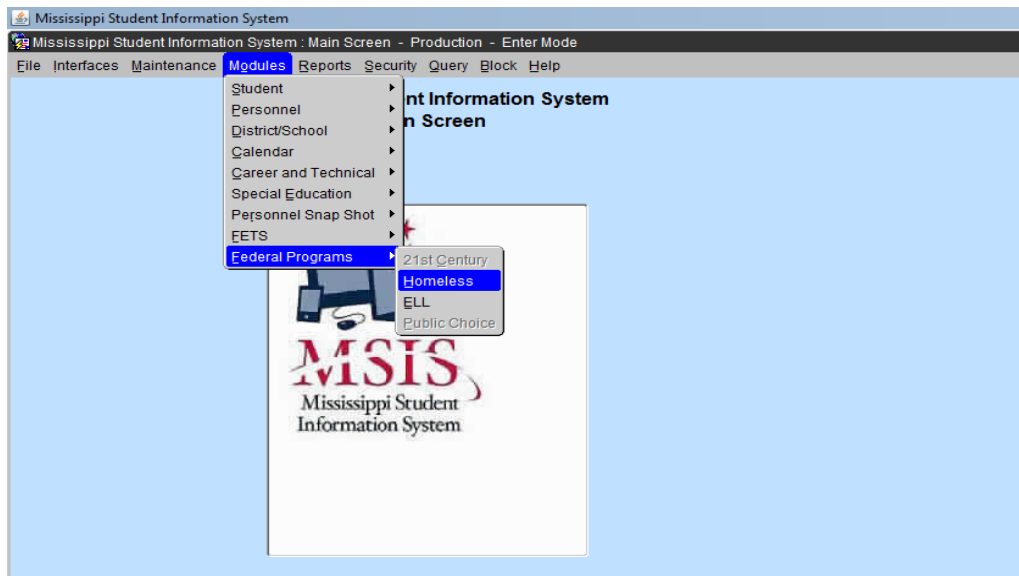 Mississippi Student Information System
Mississippi Student Information System : Main Screen - Production - Enter Mode
File Interfaces Maintenance Modules Reports Security Query Block Help
Student
Personnel
District/School
Calendar
Career and Technical
Special Education
Personnel Snap Shot
FETS
Federal Programs
nt Information System
n Screen
21st Century
Homeless
ELL
Public Choice
MSIS
Mississippi Student
Information System